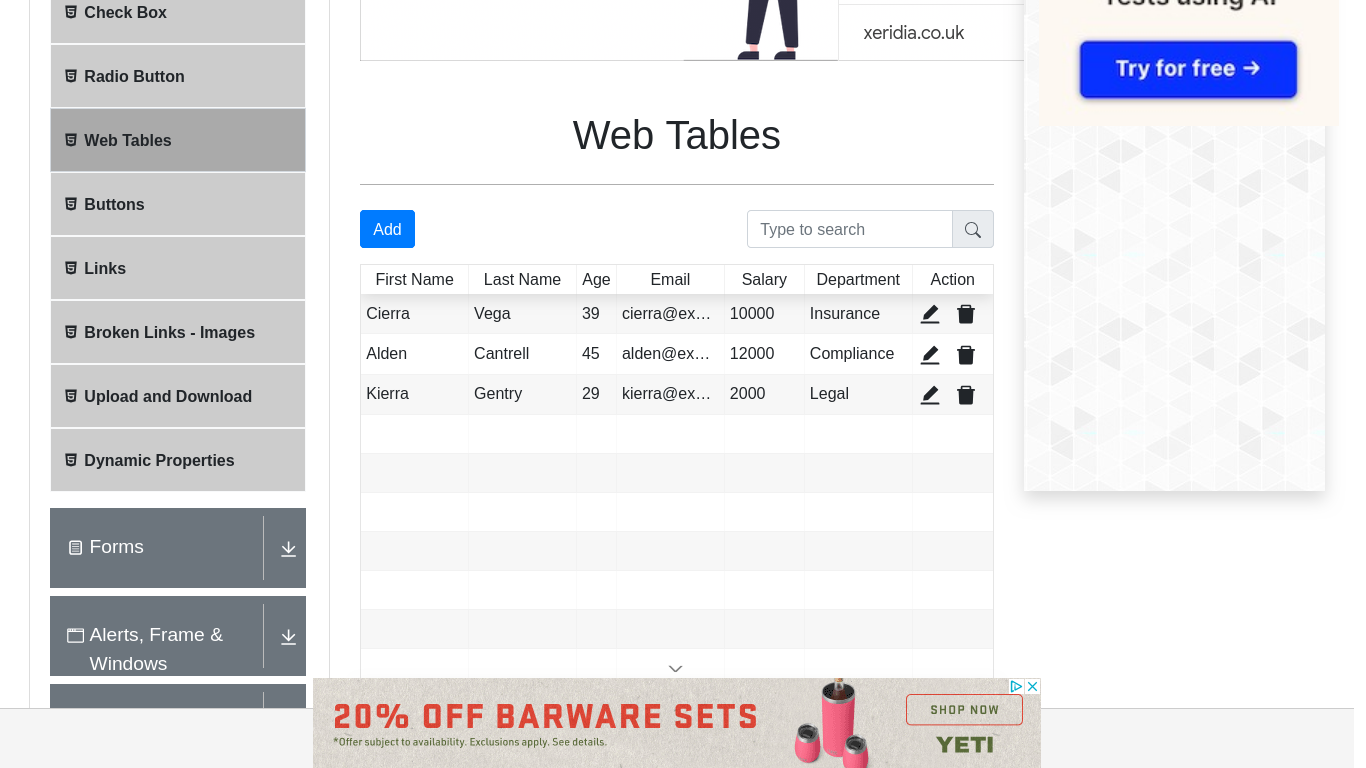 Check Box
Radio Button
Web Tables
Buttons
Links
Broken Links - Images
Upload and Download
Dynamic Properties
Forms
Alerts, Frame &
Windows
xeridia.co.uk
Tests using AI
Try for free →
Web Tables
Add
Type to search
First Name Last Name Age Email Salary Department Action
Cierra Vega 39 cierra@ex… 10000 Insurance
Alden Cantrell 45 alden@ex… 12000 Compliance
Kierra Gentry 29 kierra@ex… 2000 Legal
20% OFF BARWARE SETS
*Offer subject to availability. Exclusions apply. See details.
SHOP NOW
YETI